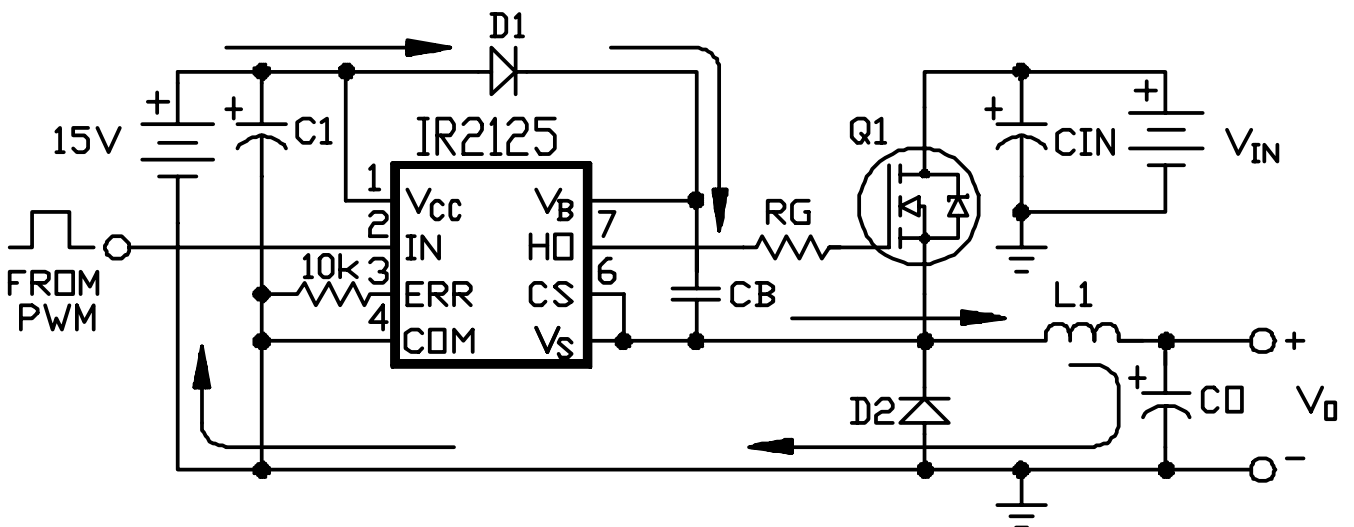 D1
+
+
15V
C1
IR2125
Q1
+
CIN
+
VIN
1
VCC
VB
2
7
RG
IN
HO
FROM
PWM
10k
3
6
ERR
CS
CB
L1
4
COM
VS
+
D2
+
CO
VO
-